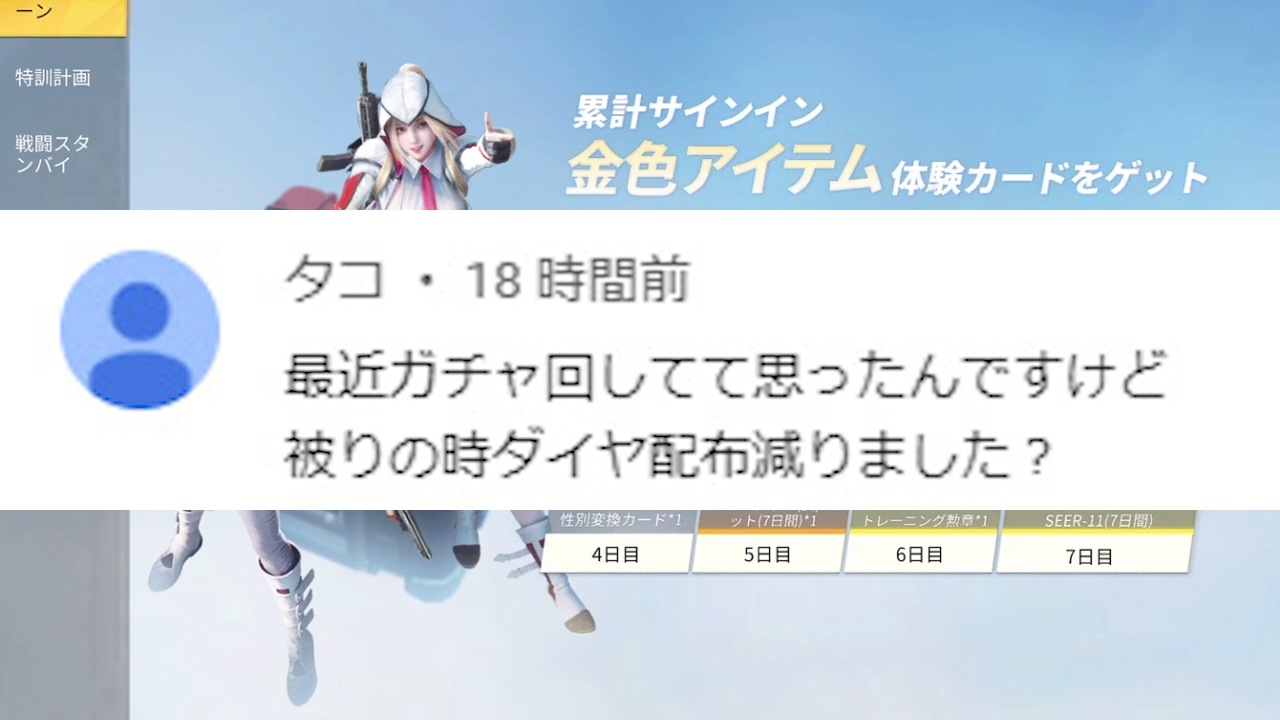 ーン
特訓計画
戦闘スタ
ンバイ
累計サインイン
金色アイテム体験カードをゲット
タコ ・ 18 時間前
最近ガチャ回してて思ったんですけど
被りの時ダイヤ配布減りました？
性別変換カード*1
ット(7日間)*1
トレーニング勲章*1
SEER-11(7日間)
4日目
5日目
6日目
7日目